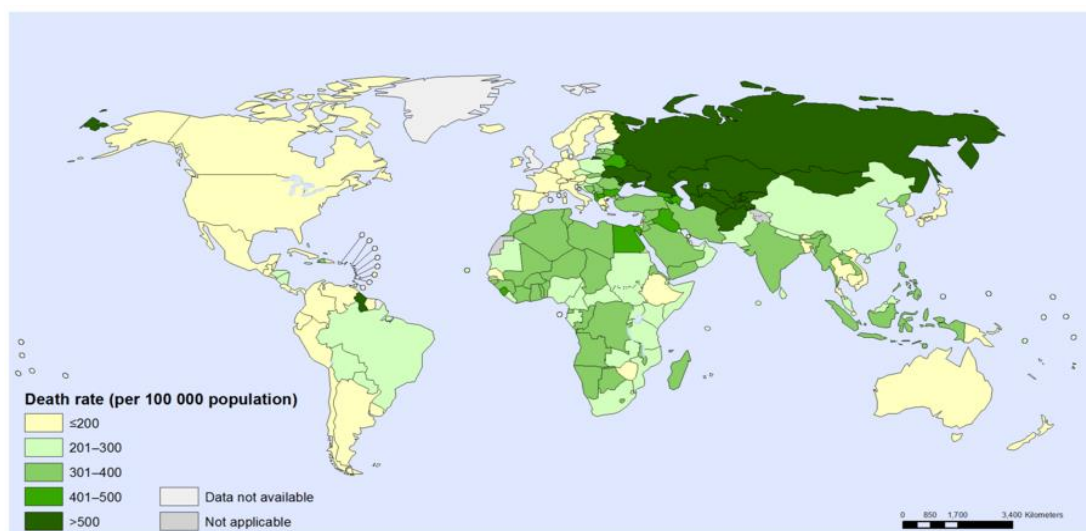 Death rate (per 100 000 population)
≤200
201–300
301–400
401–500
>500
Data not available
Not applicable
0 850 1,700 3,400 Kilometers